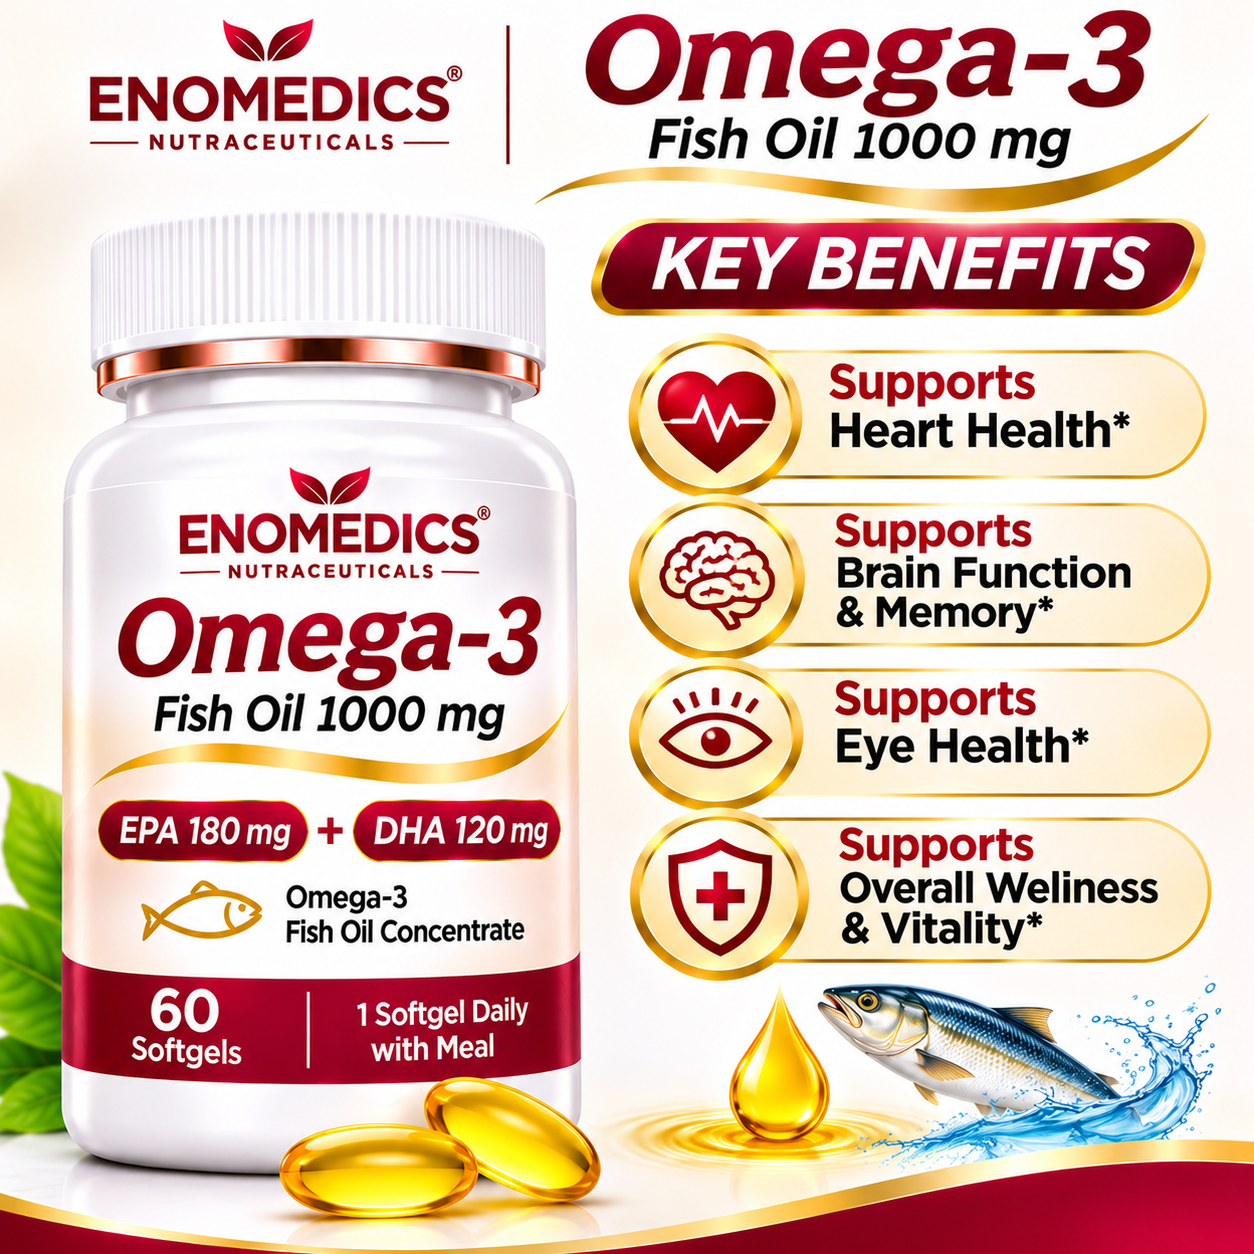 ENOMEDICS®
NUTRACEUTICALS
Omega-3
Fish Oil 1000 mg
KEY BENEFITS
Supports
Heart Health*
Supports
Brain Function
& Memory*
Supports
Eye Health*
Supports
Overall Weliness
& Vitality*
ENOMEDICS®
NUTRACEUTICALS
Omega-3
Fish Oil 1000 mg
EPA 180 mg + DHA 120 mg
Omega-3
Fish Oil Concentrate
60
Softgels
1 Softgel Daily
with Meal